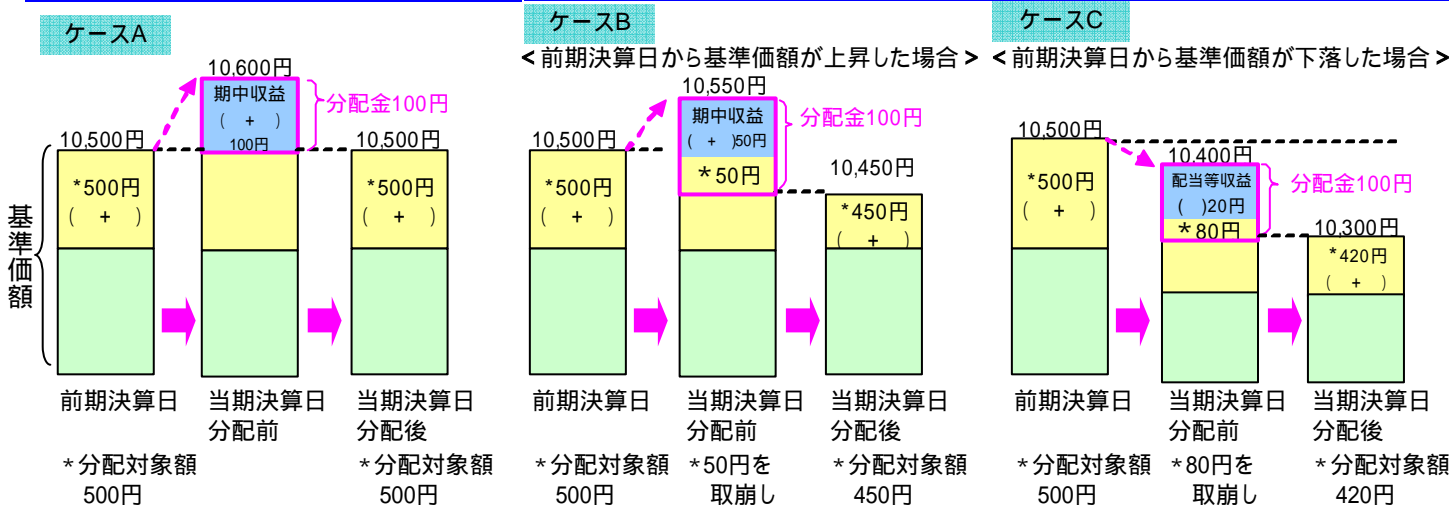 ケースA
10,600円
期中収益
( + )
100円
分配金100円
10,500円
10,500円
*500円
( + )
*500円
( + )
基準価額
前期決算日
当期決算日
分配前
当期決算日
分配後
*分配対象額
500円
*分配対象額
500円
ケースB
<前期決算日から基準価額が上昇した場合>
10,550円
期中収益
( + )50円
*50円
分配金100円
10,500円
10,450円
*500円
( + )
*450円
( + )
前期決算日
当期決算日
分配前
当期決算日
分配後
*分配対象額
500円
*50円を
取崩し
*分配対象額
450円
ケースC
<前期決算日から基準価額が下落した場合>
10,500円
10,400円
配当等収益
( )20円
*80円
分配金100円
10,300円
*500円
( + )
*420円
( + )
前期決算日
当期決算日
分配前
当期決算日
分配後
*分配対象額
500円
*80円を
取崩し
*分配対象額
420円